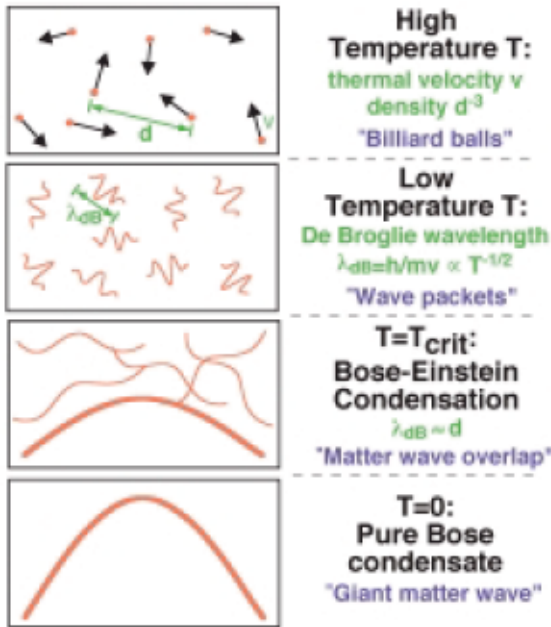 d
v
High
Temperature T:
thermal velocity v
density d⁻³
"Billiard balls"
λdB
Low
Temperature T:
De Broglie wavelength
λdB=h/mv ∝ T⁻¹/²
"Wave packets"
T=Tcrit:
Bose-Einstein
Condensation
λdB ≈ d
"Matter wave overlap"
T=0:
Pure Bose
condensate
"Giant matter wave"